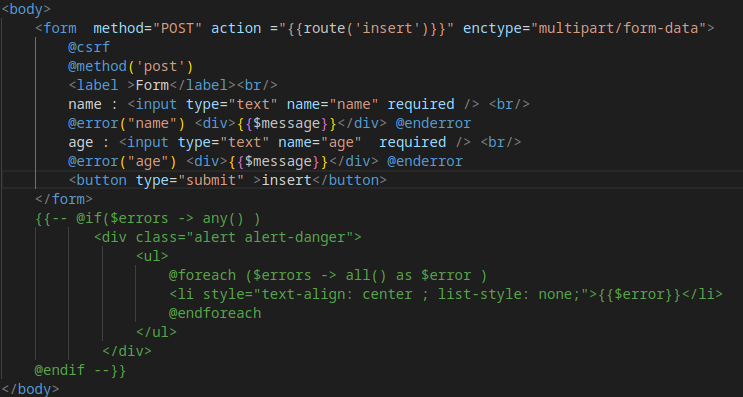 <body>
<form method="POST" action ="{{route('insert')}}" enctype="multipart/form-data">
@csrf
@method('post')
<label >Form</label><br/>
name : <input type="text" name="name" required /> <br/>
@error("name") <div>{{$message}}</div> @enderror
age : <input type="text" name="age"  required /> <br/>
@error("age") <div>{{$message}}</div> @enderror
<button type="submit" >insert</button>
</form>
{{-- @if($errors -> any() )
<div class="alert alert-danger">
<ul>
@foreach ($errors -> all() as $error )
<li style="text-align: center ; list-style: none;">{{$error}}</li>
@endforeach
</ul>
</div>
@endif --}}
</body>